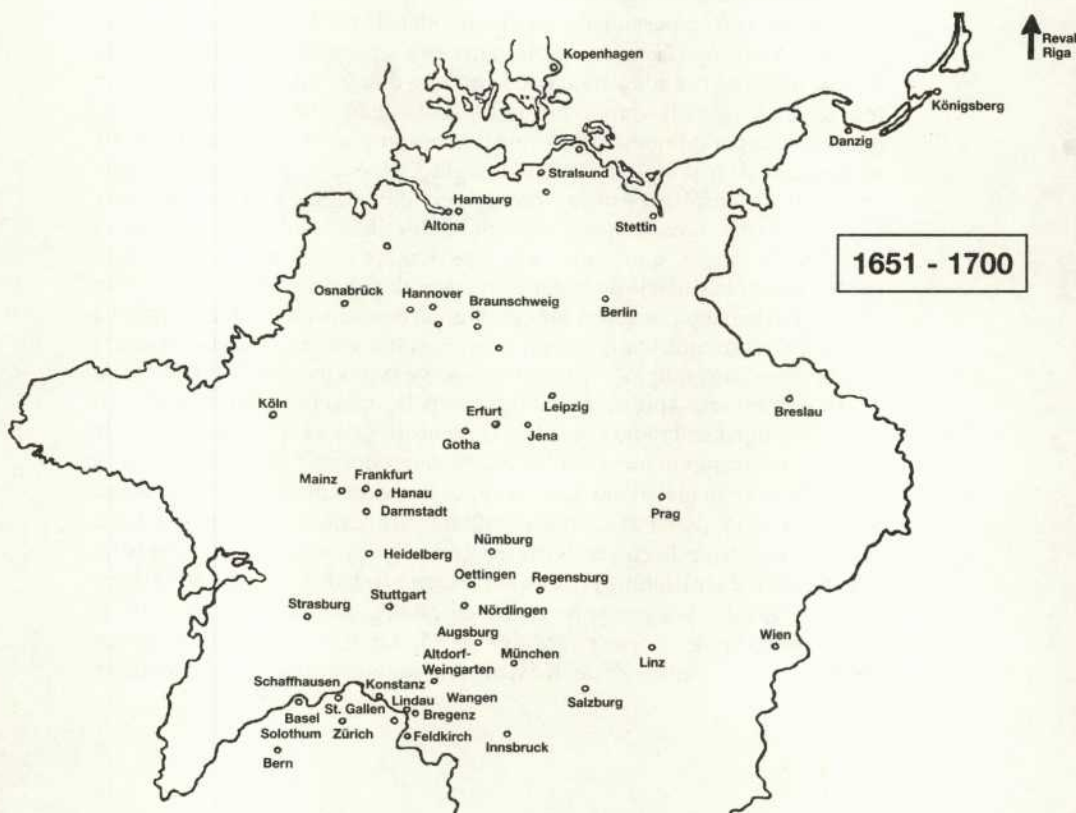 Kopenhagen
Reval
Riga
Königsberg
Danzig
Stralsund
Hamburg
Altona
Stettin
1651 - 1700
Osnabrück
Hannover
Braunschweig
Berlin
Köln
Erfurt
Leipzig
Gotha
Jena
Breslau
Mainz
Frankfurt
Hanau
Darmstadt
Prag
Heidelberg
Nümburg
Oettingen
Regensburg
Strasburg
Stuttgart
Nördlingen
Augsburg
Altdorf-
Weingarten
München
Linz
Wien
Schaffhausen
Konstanz
Wangen
Salzburg
Lindau
Basel
St. Gallen
Bregenz
Solothum
Zürich
Feldkirch
Innsbruck
Bern